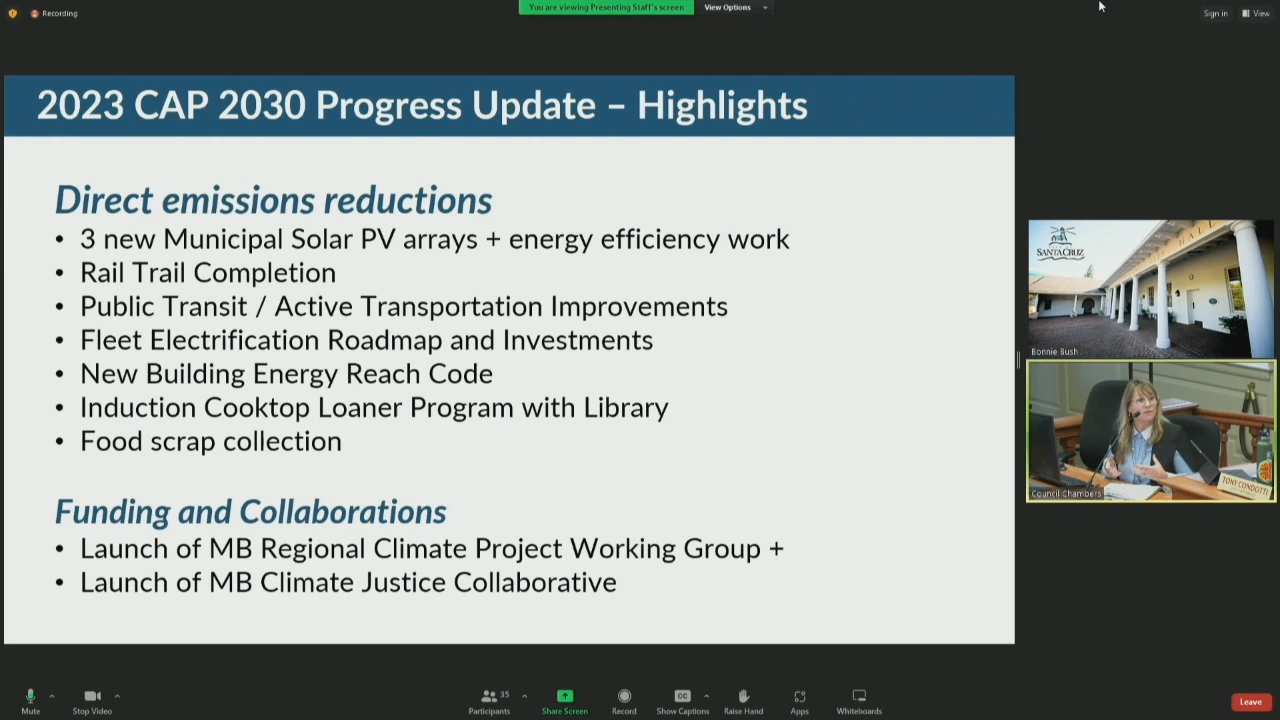 Recording
You are viewing Presenting Staff's screen
View Options
Sign in
View
2023 CAP 2030 Progress Update – Highlights
Direct emissions reductions
• 3 new Municipal Solar PV arrays + energy efficiency work
• Rail Trail Completion
• Public Transit / Active Transportation Improvements
• Fleet Electrification Roadmap and Investments
• New Building Energy Reach Code
• Induction Cooktop Loaner Program with Library
• Food scrap collection
Funding and Collaborations
• Launch of MB Regional Climate Project Working Group +
• Launch of MB Climate Justice Collaborative
SANTA CRUZ
HALL
Bonnie Bush
TONY CONDOTTI
Council Chambers
Mute
Stop Video
35
Participants
Share Screen
Record
CC
Show Captions
Raise Hand
Apps
Whiteboards
Leave